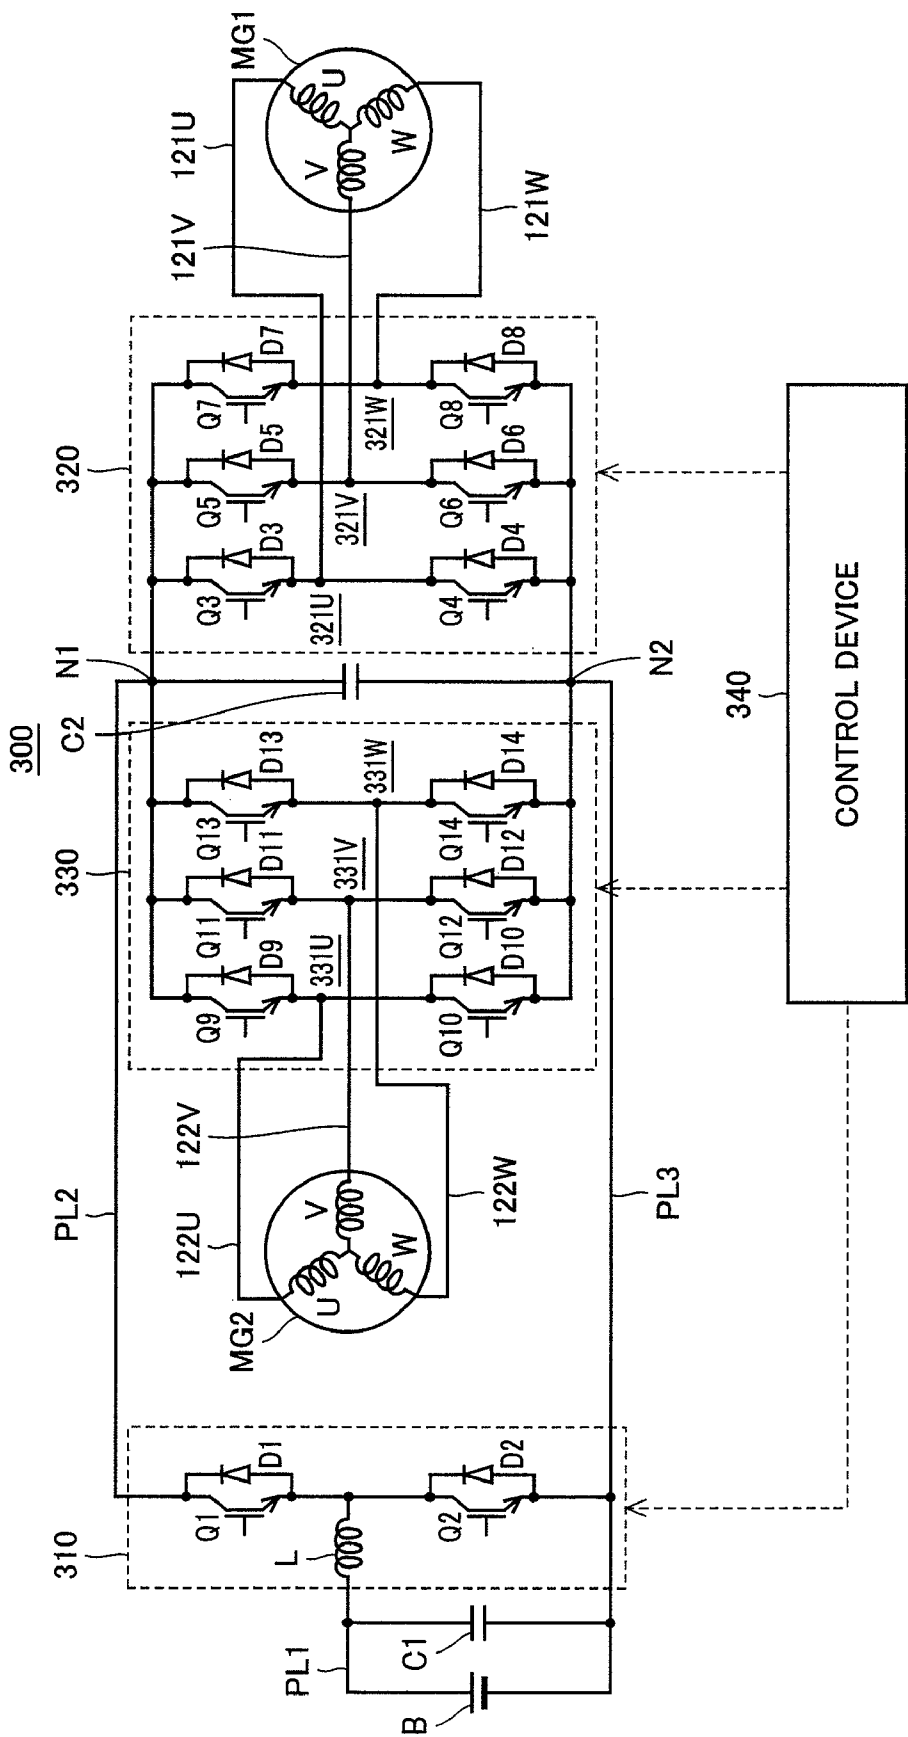 300
310
PL1
B
C1
L
Q1
D1
Q2
D2
PL2
PL3
MG2
U
V
W
122U
122V
122W
330
Q9
D9
Q11
D11
Q13
D13
331U
331V
331W
Q10
D10
Q12
D12
Q14
D14
C2
N1
N2
320
Q3
D3
Q5
D5
Q7
D7
321U
321V
321W
Q4
D4
Q6
D6
Q8
D8
121U
121V
121W
MG1
U
V
W
340
CONTROL DEVICE